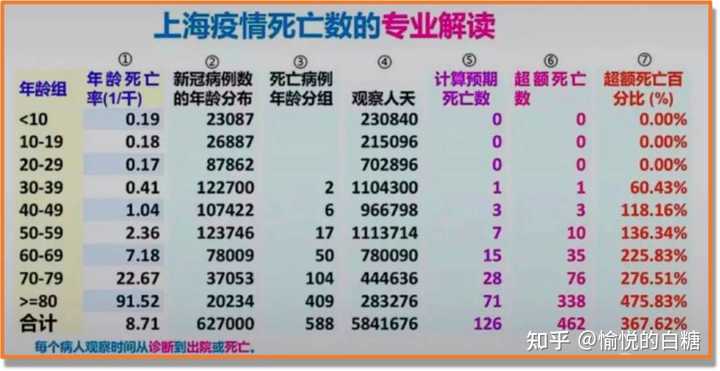 上海疫情死亡数的专业解读
① ② ③ ④ ⑤ ⑥ ⑦
年龄组 年龄死亡率(1/千) 新冠病例数的年龄分布 死亡病例年龄分组 观察人天 计算预期死亡数 超额死亡数 超额死亡百分比 (%)
<10 0.19 23087 230840 0 0 0.00%
10-19 0.18 26887 215096 0 0 0.00%
20-29 0.17 87862 702896 0 0 0.00%
30-39 0.41 122700 2 1104300 1 1 60.43%
40-49 1.04 107422 6 966798 3 3 118.16%
50-59 2.36 123746 17 1113714 7 10 136.34%
60-69 7.18 78009 50 780090 15 35 225.83%
70-79 22.67 37053 104 444636 28 76 276.51%
>=80 91.52 20234 409 283276 71 338 475.83%
合计 8.71 627000 588 5841676 126 462 367.62%
每个病人观察时间从诊断到出院或死亡。
知乎 @愉悦的白糖